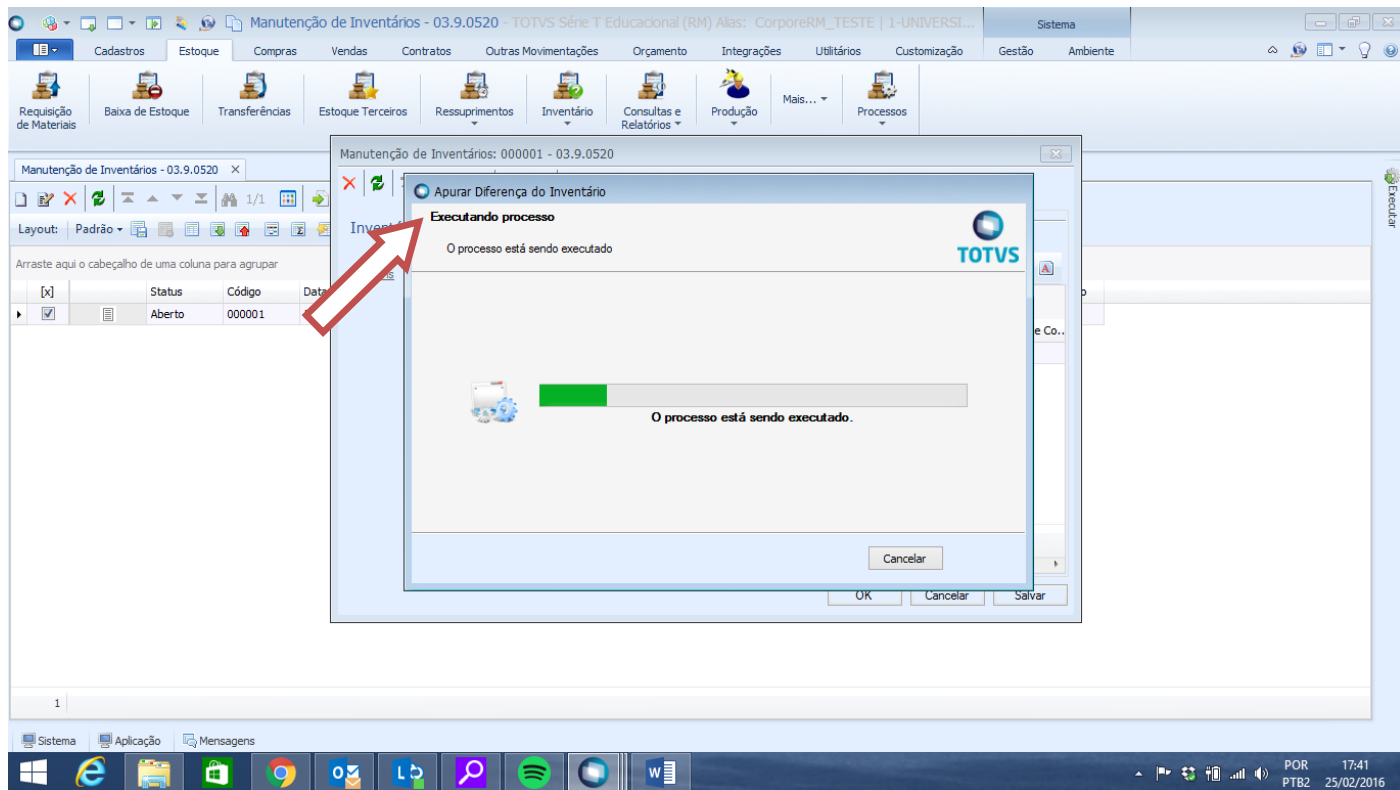 Manutenção de Inventários - 03.9.0520 - TOTVS Série T Educacional (RM) Alias: CorporeRM_TESTE | 1-UNIVERSI...
Sistema
Cadastros Estoque Compras Vendas Contratos Outras Movimentações Orçamento Integrações Utilitários Customização Gestão Ambiente
Requisição de Materiais
Baixa de Estoque
Transferências
Estoque Terceiros
Ressuprimentos
Inventário
Consultas e Relatórios
Produção
Mais...
Processos
Manutenção de Inventários: 000001 - 03.9.0520
Manutenção de Inventários - 03.9.0520 X
1/1
Apurar Diferença do Inventário
Executar
Layout: Padrão
Executando processo
O processo está sendo executado
TOTVS
Arraste aqui o cabeçalho de uma coluna para agrupar
[x] Status Código Data
Aberto 000001
e Co..
O processo está sendo executado.
Cancelar
OK Cancelar Salvar
1
Sistema Aplicação Mensagens
POR 17:41
PTB2 25/02/2016